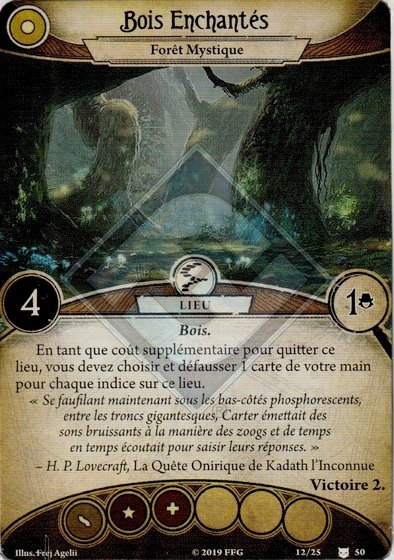 Bois Enchantés
Forêt Mystique
4
LIEU
1
Bois.
En tant que coût supplémentaire pour quitter ce
lieu, vous devez choisir et défausser 1 carte de votre main
pour chaque indice sur ce lieu.
« Se faufilant maintenant sous les bas-côtés phosphorescents,
entre les troncs gigantesques, Carter émettait des
sons bruissants à la manière des zoogs et de temps
en temps écoutait pour saisir leurs réponses. »
– H. P. Lovecraft, La Quête Onirique de Kadath l'Inconnue
Victoire 2.
Illus. Frej Agelii
© 2019 FFG
12/25
50